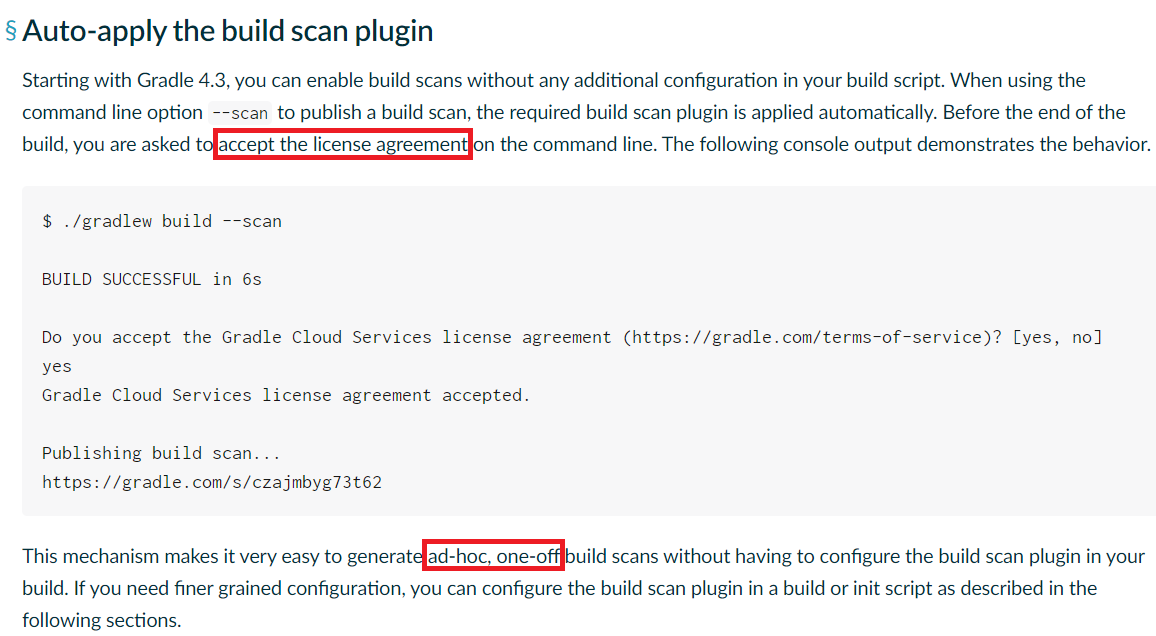 § Auto-apply the build scan plugin
Starting with Gradle 4.3, you can enable build scans without any additional configuration in your build script. When using the
command line option --scan to publish a build scan, the required build scan plugin is applied automatically. Before the end of the
build, you are asked to accept the license agreement on the command line. The following console output demonstrates the behavior.
$ ./gradlew build --scan
BUILD SUCCESSFUL in 6s
Do you accept the Gradle Cloud Services license agreement (https://gradle.com/terms-of-service)? [yes, no]
yes
Gradle Cloud Services license agreement accepted.
Publishing build scan...
https://gradle.com/s/czajmbyg73t62
This mechanism makes it very easy to generate ad-hoc, one-off build scans without having to configure the build scan plugin in your
build. If you need finer grained configuration, you can configure the build scan plugin in a build or init script as described in the
following sections.